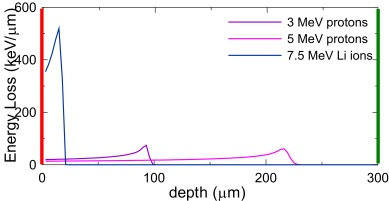 600
400
200
0
Energy Loss (keV/μm)
3 MeV protons
5 MeV protons
7.5 MeV Li ions
0 100 200 300
depth (μm)